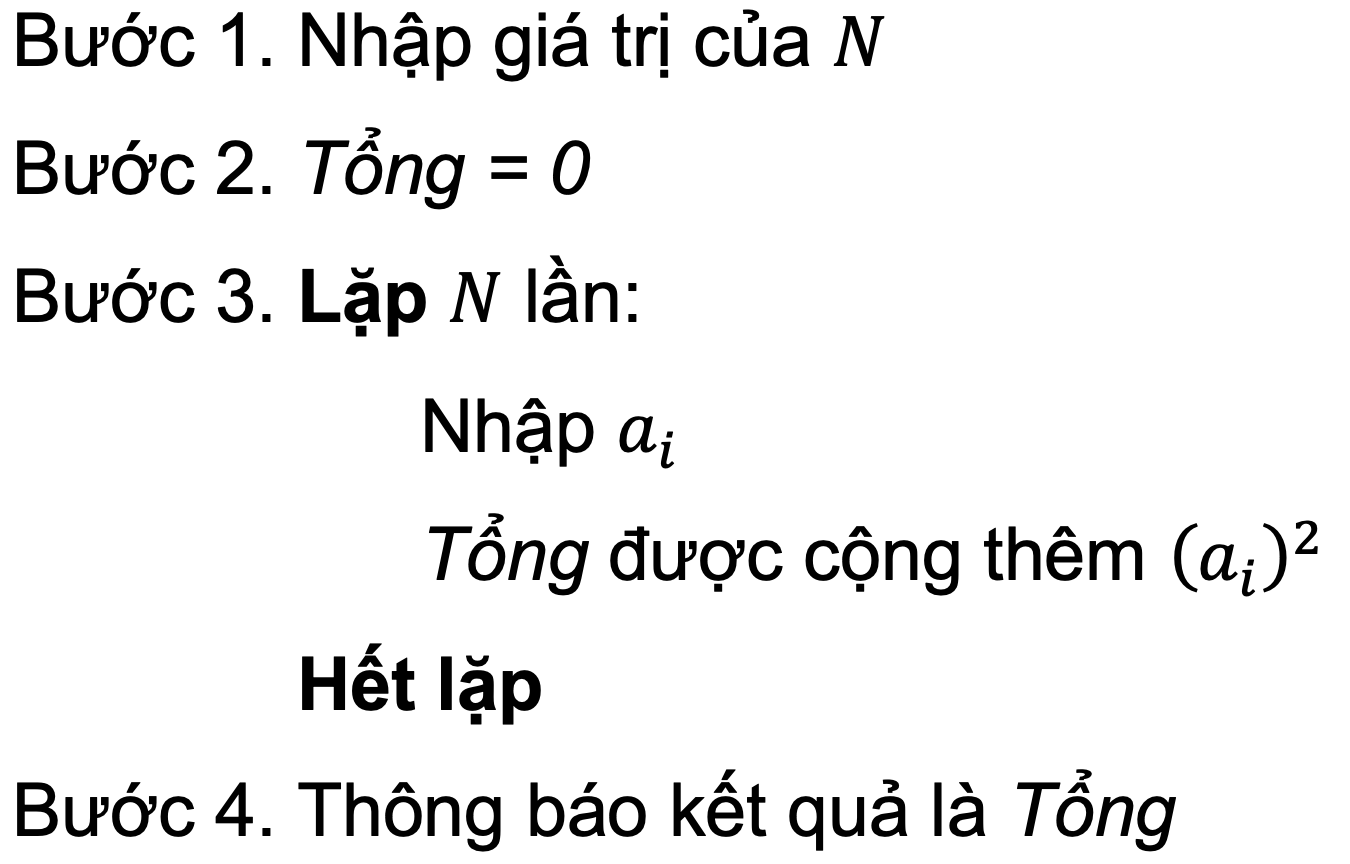 Bước 1. Nhập giá trị của N
Bước 2. Tổng = 0
Bước 3. Lặp N lần:
Nhập aᵢ
Tổng được cộng thêm (aᵢ)²
Hết lặp
Bước 4. Thông báo kết quả là Tổng